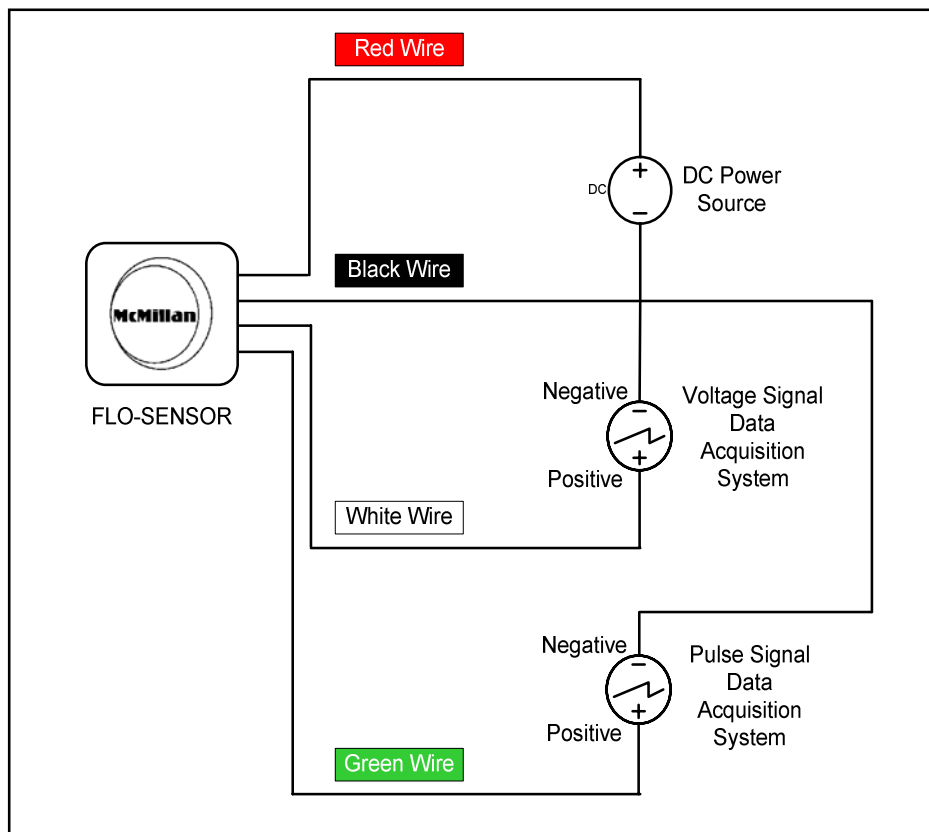 Red Wire
+
DC
−
DC Power
Source
Black Wire
McMillan
FLO-SENSOR
Negative
−
+
Positive
Voltage Signal
Data
Acquisition
System
White Wire
Negative
−
+
Positive
Pulse Signal
Data
Acquisition
System
Green Wire